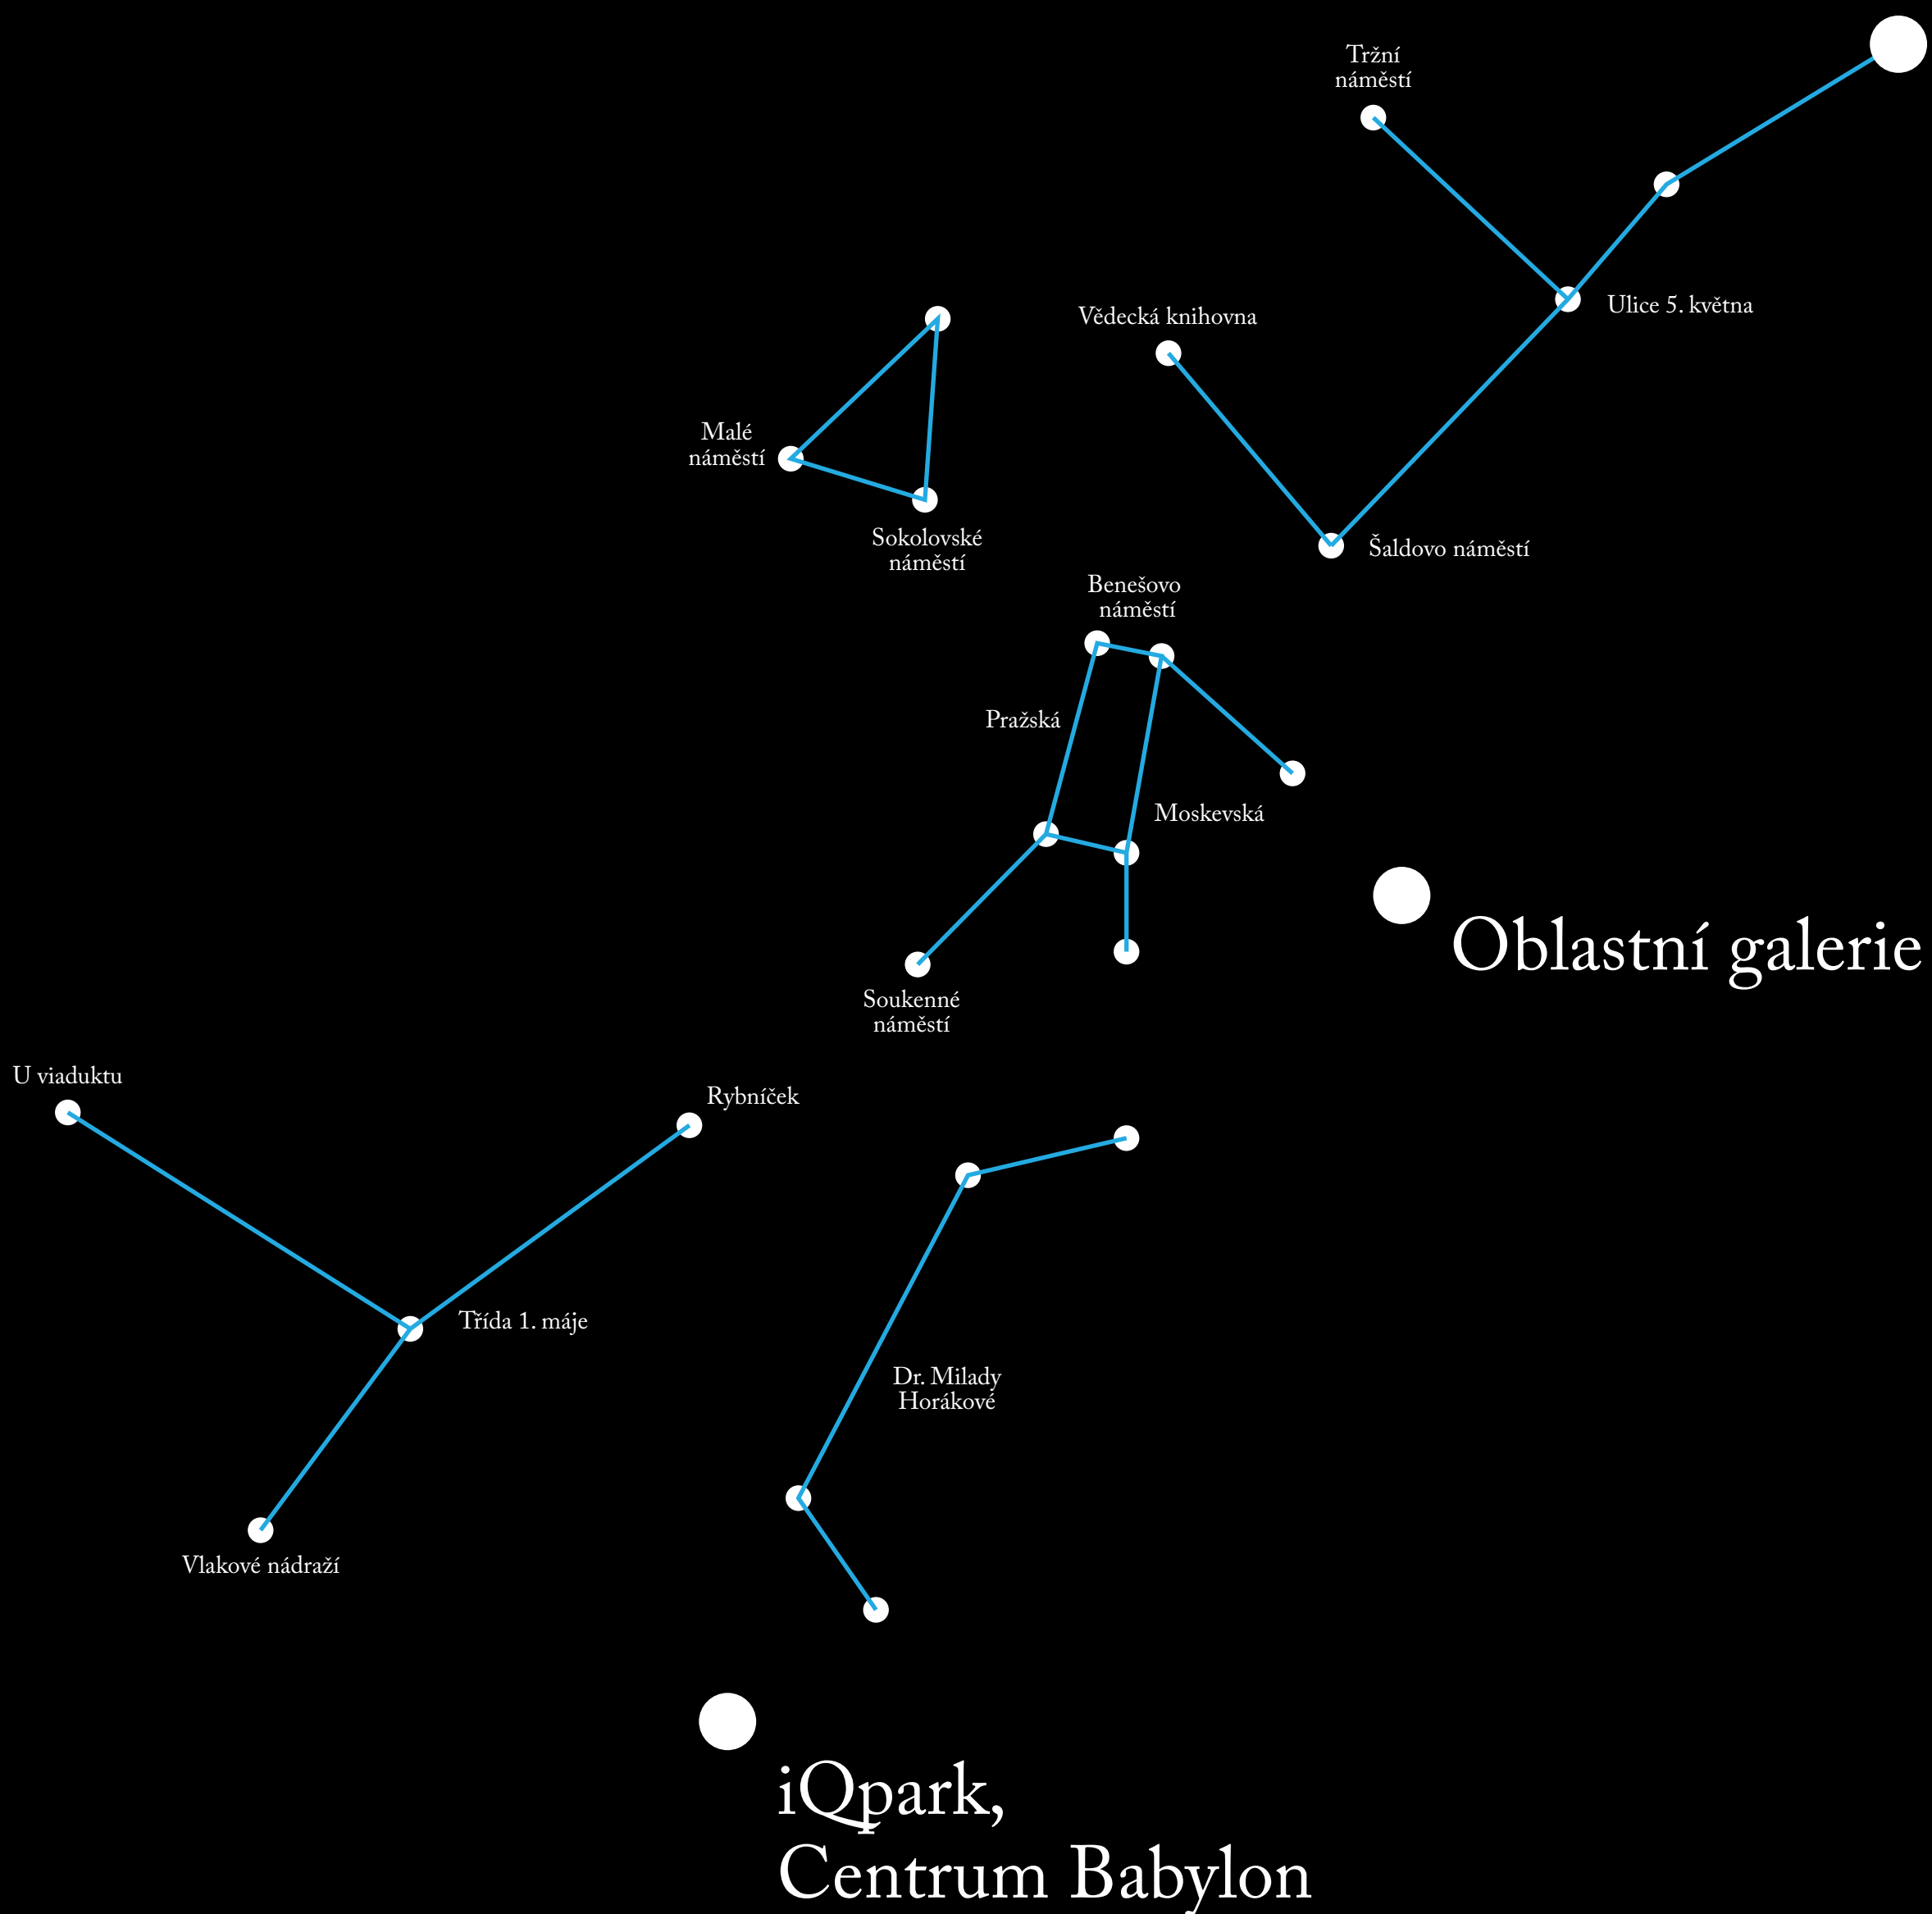 Tržní
náměstí
Ulice 5. května
Vědecká knihovna
Malé
náměstí
Sokolovské
náměstí
Šaldovo náměstí
Benešovo
náměstí
Pražská
Moskevská
Oblastní galerie
Soukenné
náměstí
U viaduktu
Rybníček
Třída 1. máje
Dr. Milady
Horákové
Vlakové nádraží
iQpark,
Centrum Babylon